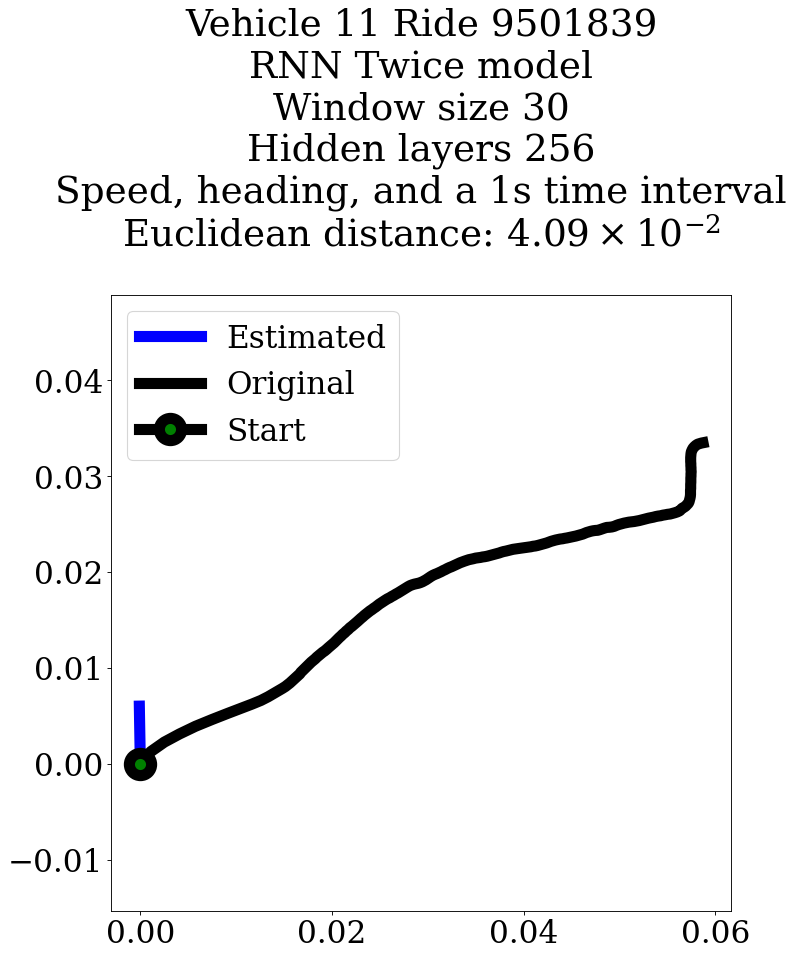 Vehicle 11 Ride 9501839
RNN Twice model
Window size 30
Hidden layers 256
Speed, heading, and a 1s time interval
Euclidean distance: 4.09 × 10⁻²
Estimated
Original
Start
0.04
0.03
0.02
0.01
0.00
−0.01
0.00 0.02 0.04 0.06